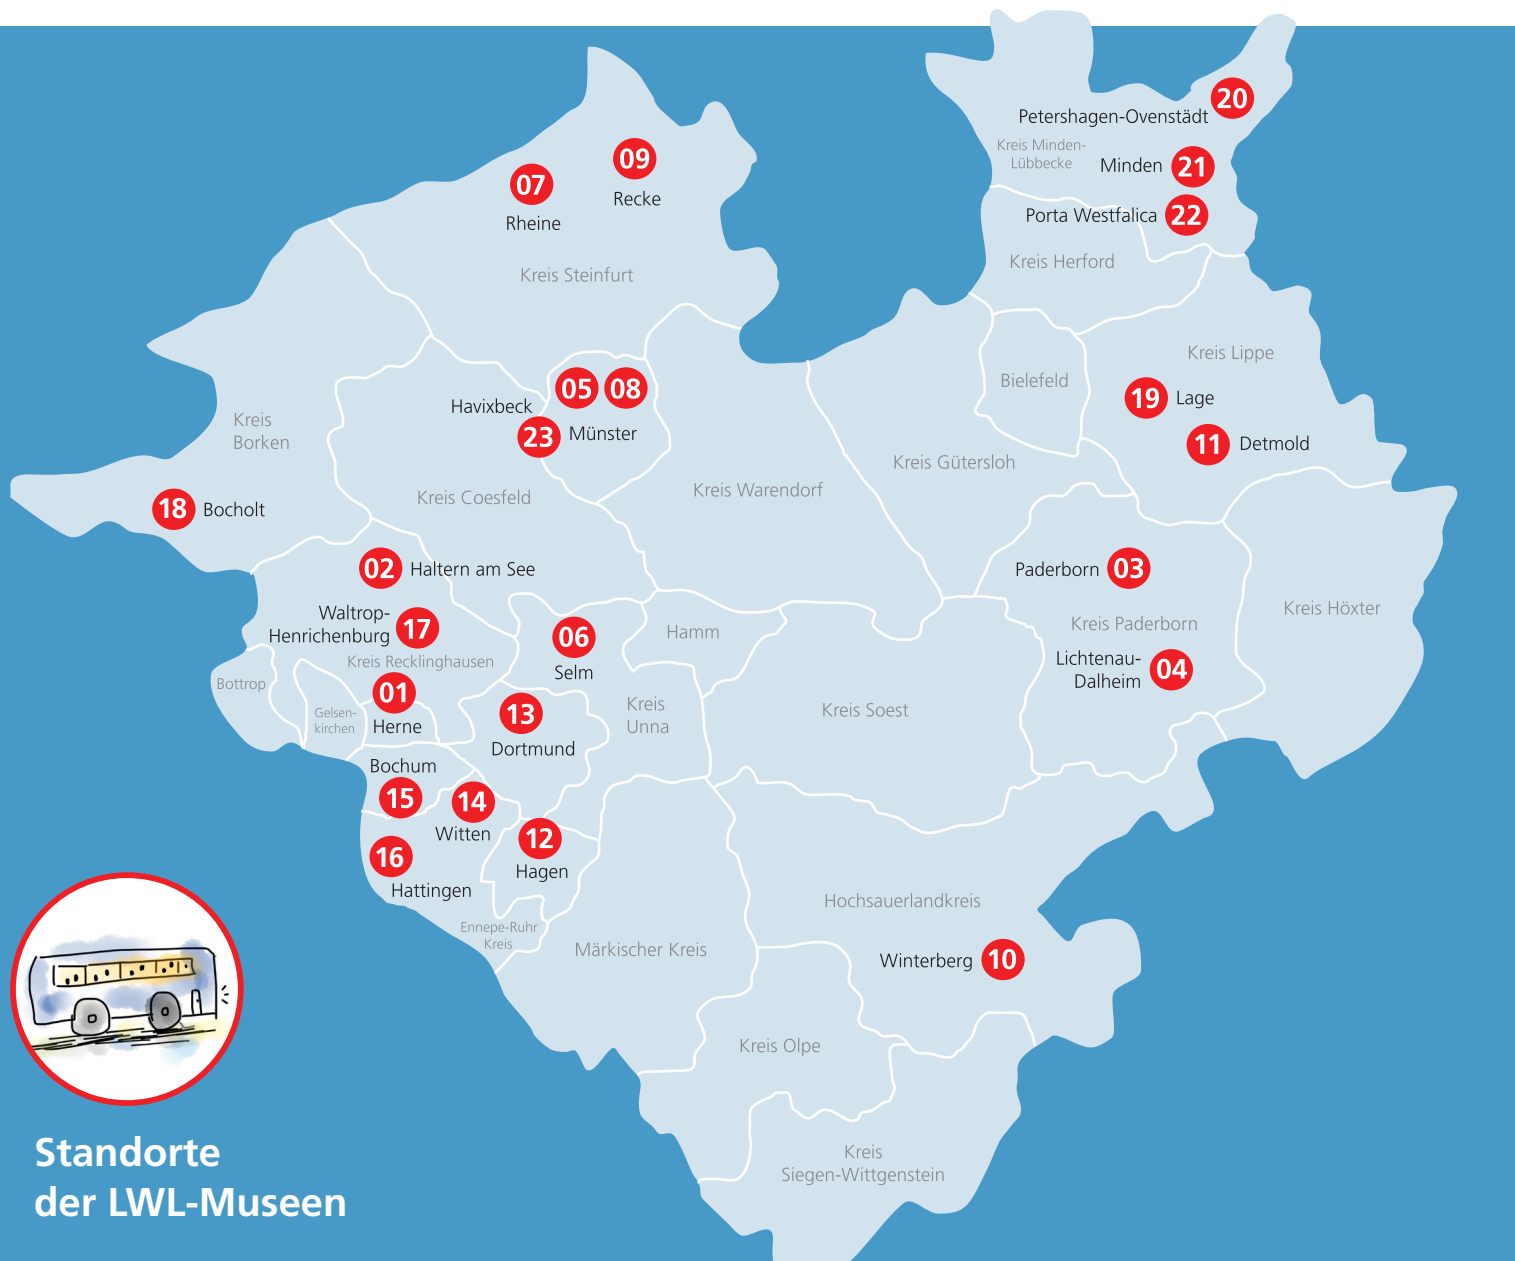 20
Petershagen-Ovenstädt
Kreis Minden-
Lübbecke
Minden
21
Porta Westfalica
22
Kreis Herford
09
Recke
07
Rheine
Kreis Steinfurt
Kreis Lippe
Bielefeld
19
Lage
11
Detmold
05
08
Havixbeck
23
Münster
Kreis
Borken
Kreis Gütersloh
Kreis Warendorf
Kreis Coesfeld
18
Bocholt
02
Haltern am See
Paderborn
03
Kreis Höxter
Waltrop-
Henrichenburg
17
Kreis Recklinghausen
06
Selm
Hamm
Kreis Paderborn
Lichtenau-
Dalheim
04
Bottrop
01
Herne
Gelsen-
kirchen
13
Dortmund
Kreis
Unna
Kreis Soest
Bochum
15
14
Witten
12
Hagen
16
Hattingen
Ennepe-Ruhr
Kreis
Märkischer Kreis
Hochsauerlandkreis
Winterberg
10
Kreis Olpe
Kreis
Siegen-Wittgenstein
Standorte
der LWL-Museen